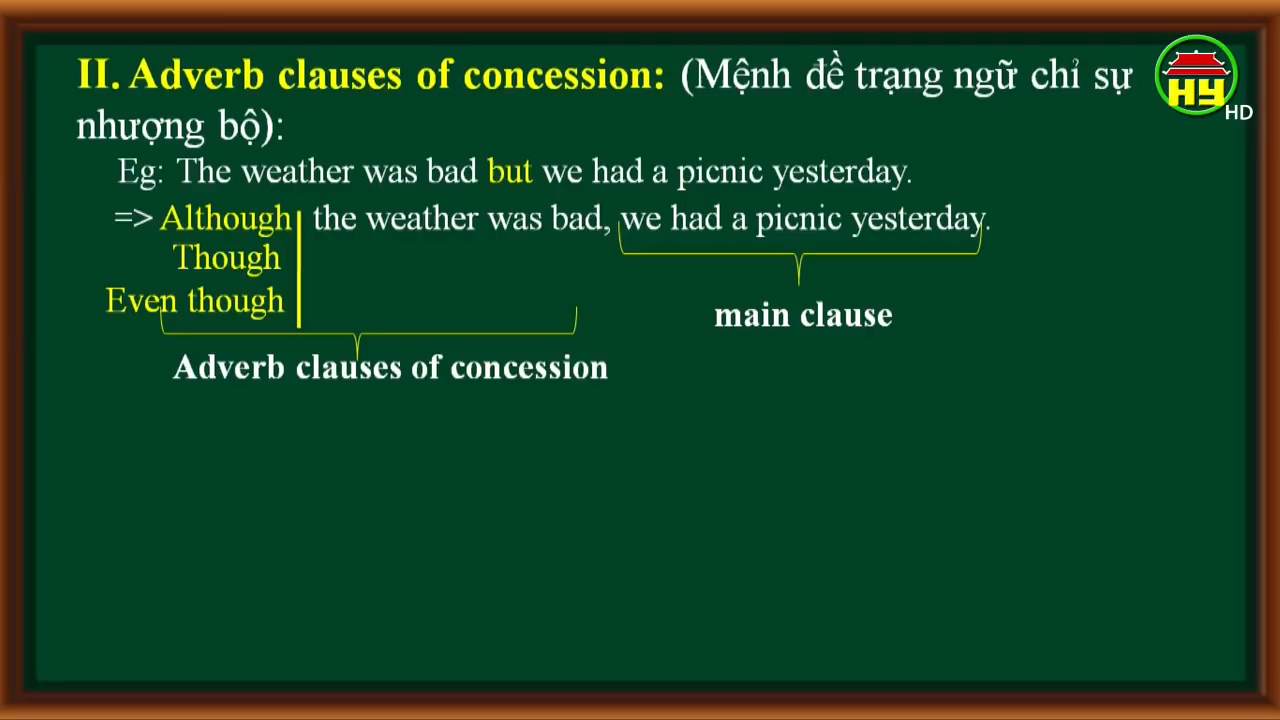 II. Adverb clauses of concession: (Mệnh đề trạng ngữ chỉ sự
nhượng bộ):
Eg: The weather was bad but we had a picnic yesterday.
=> Although the weather was bad, we had a picnic yesterday.
Though
Even though
main clause
Adverb clauses of concession
HY
HD